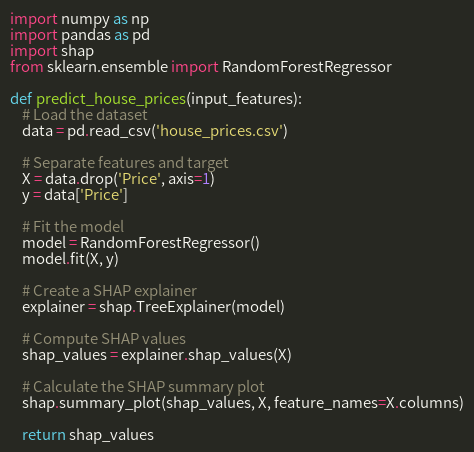 import numpy as np
import pandas as pd
import shap
from sklearn.ensemble import RandomForestRegressor

def predict_house_prices(input_features):
    # Load the dataset
    data = pd.read_csv('house_prices.csv')

    # Separate features and target
    X = data.drop('Price', axis=1)
    y = data['Price']

    # Fit the model
    model = RandomForestRegressor()
    model.fit(X, y)

    # Create a SHAP explainer
    explainer = shap.TreeExplainer(model)

    # Compute SHAP values
    shap_values = explainer.shap_values(X)

    # Calculate the SHAP summary plot
    shap.summary_plot(shap_values, X, feature_names=X.columns)

    return shap_values